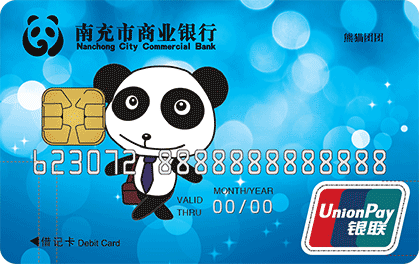 南充市商业银行
Nanchong City Commercial Bank
熊猫团团
623072 8888888888888
MONTH/YEAR
VALID THRU 00/00
UnionPay
银联
借记卡 Debit Card